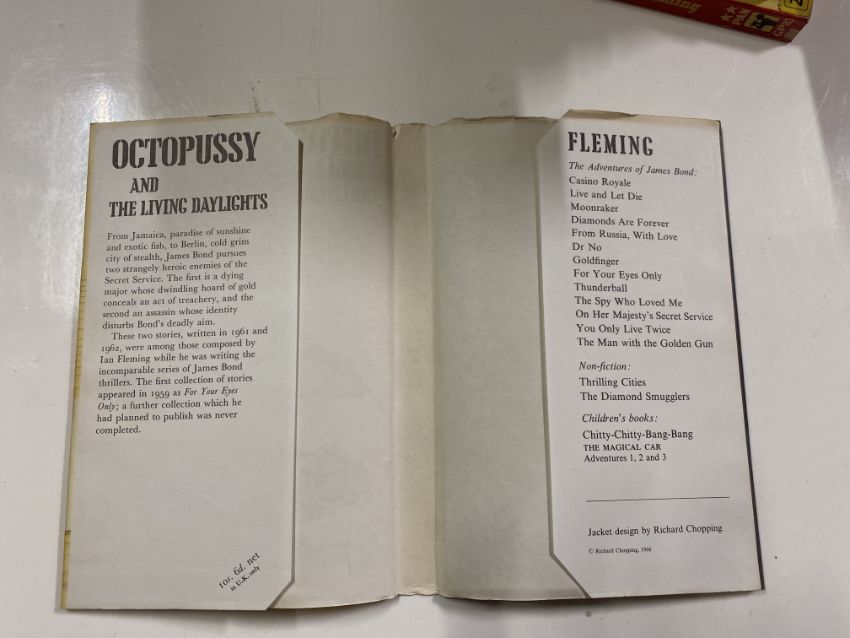 PAN
GP83
OCTOPUSSY
AND
THE LIVING DAYLIGHTS
From Jamaica, paradise of sunshine
and exotic fish, to Berlin, cold grim
city of stealth, James Bond pursues
two strangely heroic enemies of the
Secret Service. The first is a dying
major whose dwindling hoard of gold
conceals an act of treachery, and the
second an assassin whose identity
disturbs Bond's deadly aim.
These two stories, written in 1961 and
1962, were among those composed by
Ian Fleming while he was writing the
incomparable series of James Bond
thrillers. The first collection of stories
appeared in 1959 as For Your Eyes
Only; a further collection which he
had planned to publish was never
completed.
10s. 6d. net
in U.K. only
FLEMING
The Adventures of James Bond:
Casino Royale
Live and Let Die
Moonraker
Diamonds Are Forever
From Russia, With Love
Dr No
Goldfinger
For Your Eyes Only
Thunderball
The Spy Who Loved Me
On Her Majesty's Secret Service
You Only Live Twice
The Man with the Golden Gun
Non-fiction:
Thrilling Cities
The Diamond Smugglers
Children's books:
Chitty-Chitty-Bang-Bang
THE MAGICAL CAR
Adventures 1, 2 and 3
Jacket design by Richard Chopping
© Richard Chopping, 1966